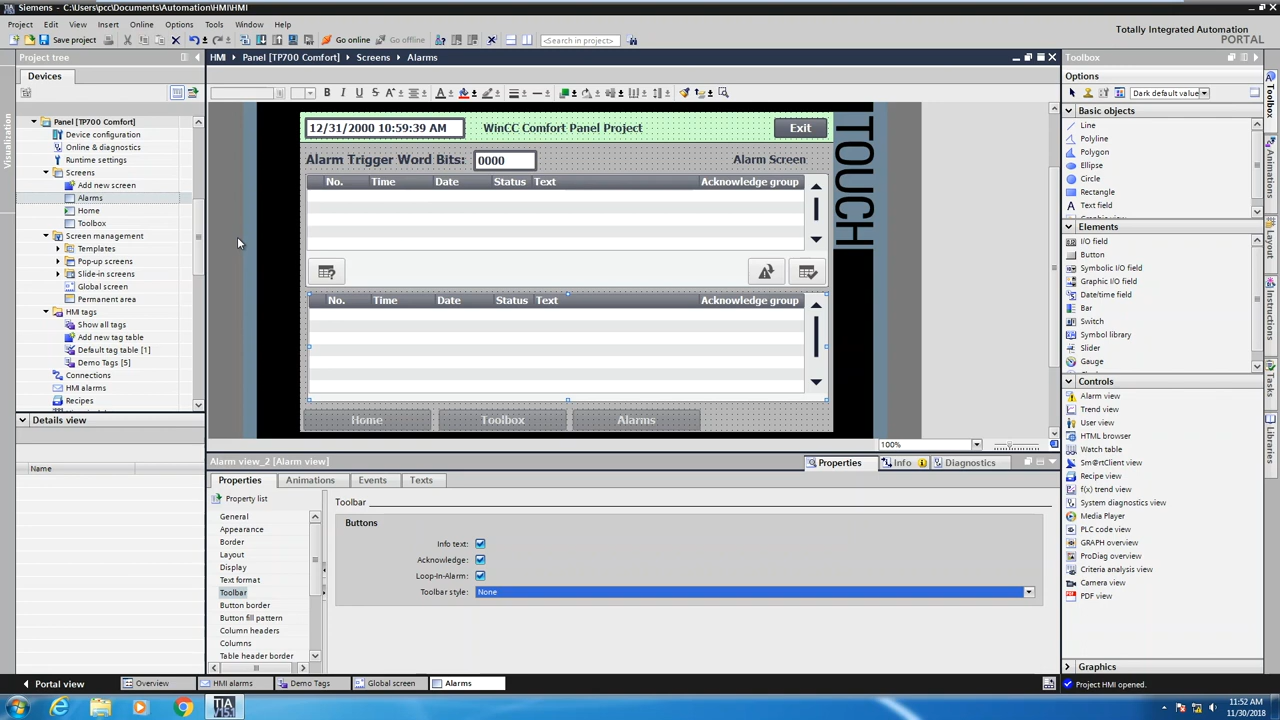 Siemens - C:\Users\pcc\Documents\Automation\HMI\HMI
Project Edit View Insert Online Options Tools Window Help
Totally Integrated Automation
PORTAL
Save project
Go online Go offline <Search in project>
Project tree
HMI Panel [TP700 Comfort] Screens Alarms
Toolbox
Devices
Options
Dark default value
Visualization
Panel [TP700 Comfort]
Device configuration
Online & diagnostics
Runtime settings
Screens
Add new screen
Alarms
Home
Toolbox
Screen management
Templates
Pop-up screens
Slide-in screens
Global screen
Permanent area
HMI tags
Show all tags
Add new tag table
Default tag table [1]
Demo Tags [5]
Connections
HMI alarms
Recipes
Details view
Name
12/31/2000 10:59:39 AM WinCC Comfort Panel Project Exit
Alarm Trigger Word Bits: 0000 Alarm Screen
No. Time Date Status Text Acknowledge group
No. Time Date Status Text Acknowledge group
Home Toolbox Alarms
TOUCH
100%
Basic objects
Line
Polyline
Polygon
Ellipse
Circle
Rectangle
Text field
Elements
I/O field
Button
Symbolic I/O field
Graphic I/O field
Date/time field
Bar
Switch
Symbol library
Slider
Gauge
Controls
Alarm view
Trend view
User view
HTML browser
Watch table
Sm@rtClient view
Recipe view
f(x) trend view
System diagnostics view
Media Player
PLC code view
GRAPH overview
ProDiag overview
Criteria analysis view
Camera view
PDF view
Graphics
Toolbox
Animations
Layout
Instructions
Tasks
Libraries
Alarm view_2 [Alarm view] Properties Info Diagnostics
Properties Animations Events Texts
Property list
General
Appearance
Border
Layout
Display
Text format
Toolbar
Button border
Button fill pattern
Column headers
Columns
Table header border
Toolbar
Buttons
Info text:
Acknowledge:
Loop-In-Alarm:
Toolbar style: None
Portal view Overview HMI alarms Demo Tags Global screen Alarms
Project HMI opened.
11:52 AM
11/30/2018